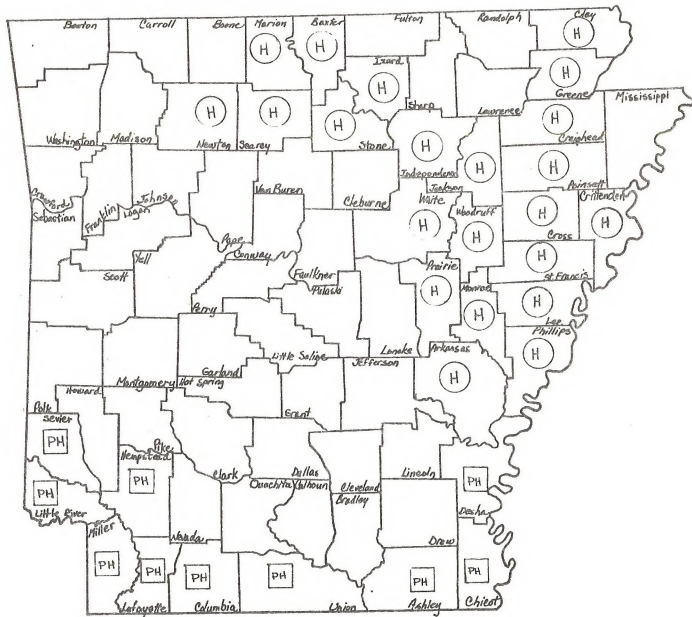 Benton
Carroll
Boone
Marion
Baxter
Fulton
Randolph
Clay
H
H
H
Izard
H
H
Greene
Sharp
Lawrence
Mississippi
H
H
H
H
Washington
Madison
Newton
Searcy
Stone
Craighead
H
H
H
Independence
Jackson
Poinsett
Crawford
Sebastian
Franklin
Logan
Johnson
Van Buren
Cleburne
White
H
Woodruff
H
H
Crittenden
H
Cross
Scott
Yell
Pope
Conway
Faulkner
Pulaski
Prairie
H
Monroe
H
H
St. Francis
H
Lee
Phillips
H
Perry
Little Saline
Lonoke
Jefferson
Arkansas
H
Garland
Hot Spring
Montgomery
Howard
Grant
Polk
Sevier
PH
Pike
Hempstead
PH
Clark
Dallas
Ouachita
Calhoun
Cleveland
Bradley
Lincoln
PH
Desha
PH
Little River
Miller
Nevada
Drew
PH
PH
PH
PH
PH
PH
Lafayette
Columbia
Union
Ashley
Chicot